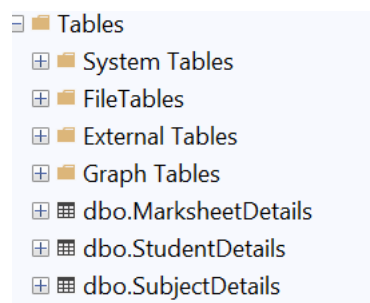 Tables
System Tables
FileTables
External Tables
Graph Tables
dbo.MarksheetDetails
dbo.StudentDetails
dbo.SubjectDetails